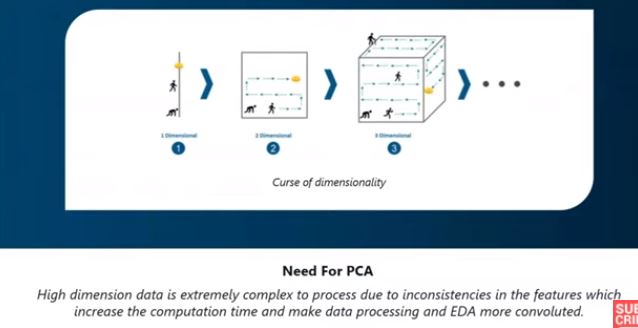 1 Dimensional
2 Dimensional
3 Dimensional
1
2
3
Curse of dimensionality
Need For PCA
High dimension data is extremely complex to process due to inconsistencies in the features which
increase the computation time and make data processing and EDA more convoluted.
SUB
CRIB